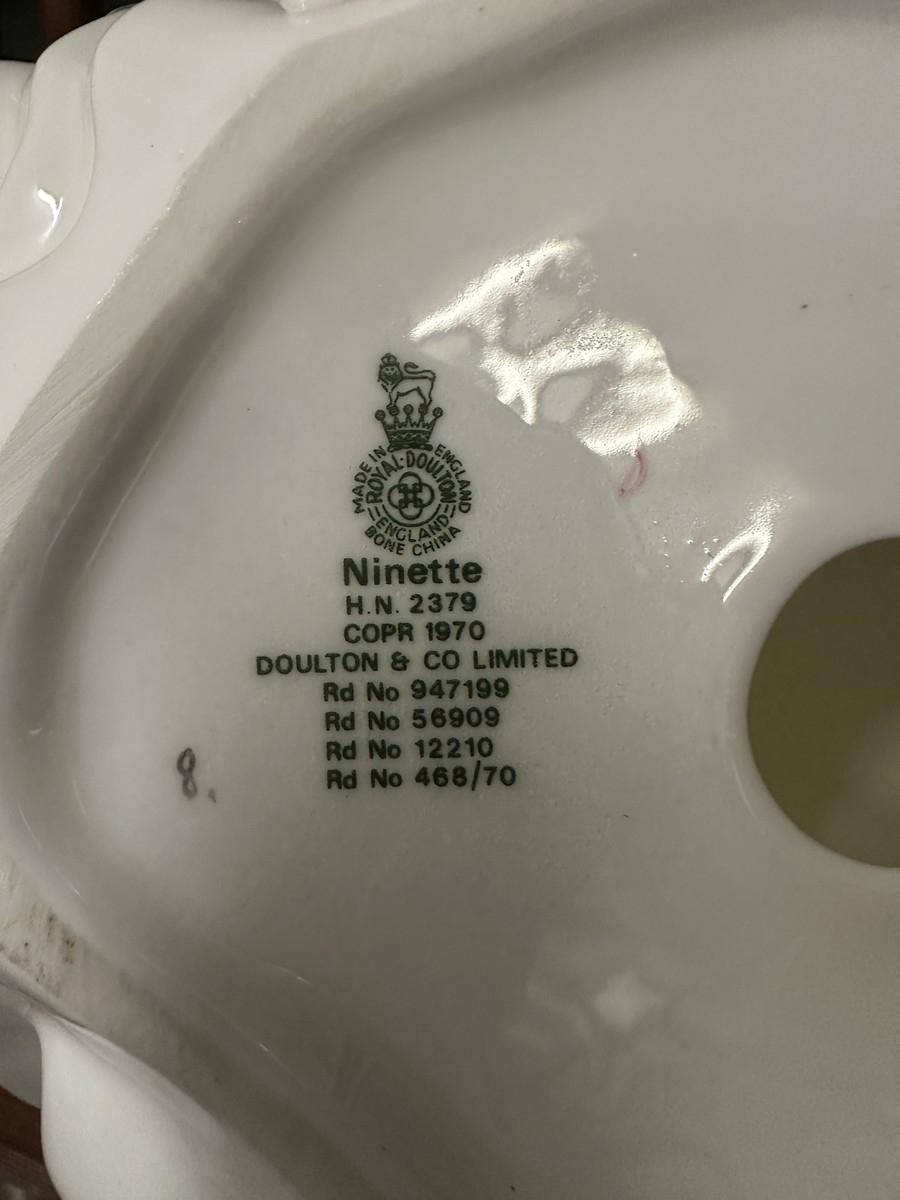 MADE IN ENGLAND
ROYAL·DOULTON
ENGLAND
BONE CHINA
Ninette
H.N. 2379
COPR 1970
DOULTON & CO LIMITED
Rd No 947199
Rd No 56909
Rd No 12210
Rd No 468/70
8.